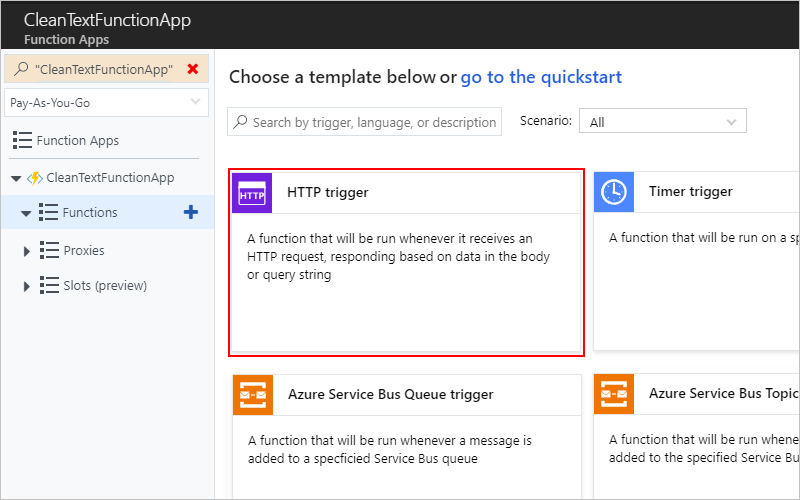 CleanTextFunctionApp
Function Apps
"CleanTextFunctionApp"
Pay-As-You-Go
Function Apps
CleanTextFunctionApp
Functions
Proxies
Slots (preview)
Choose a template below or go to the quickstart
Search by trigger, language, or description
Scenario: All
HTTP
HTTP trigger
A function that will be run whenever it receives an
HTTP request, responding based on data in the body
or query string
Timer trigger
A function that will be run on a sp
Azure Service Bus Queue trigger
A function that will be run whenever a message is
added to a specficied Service Bus queue
Azure Service Bus Topic
A function that will be run whene
added to the specified Service Bus